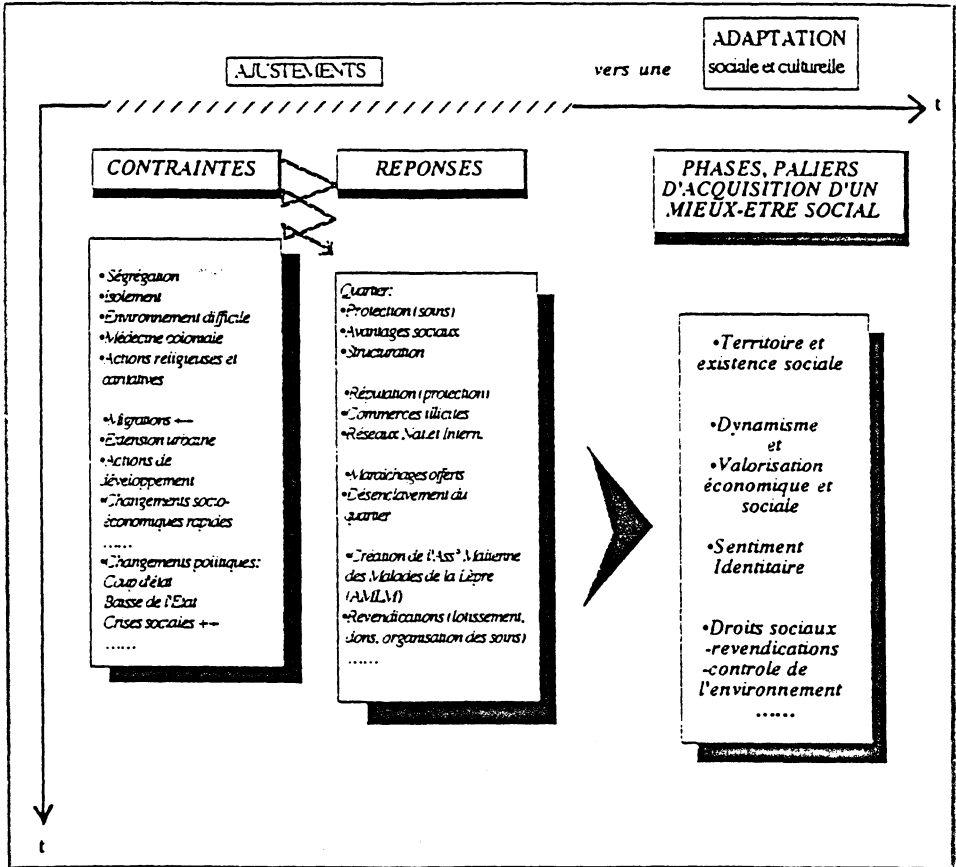 AJUSTEMENTS
vers une
ADAPTATION
sociale et culturelle
t
CONTRAINTES
REPONSES
PHASES, PALIERS
D'ACQUISITION D'UN
MIEUX-ETRE SOCIAL
•Ségrégation
•isolement
•Environnement difficile
•Médecine coloniale
•Actions religieuses et
caritatives
•Migrations +--
•Extension urbaine
•Actions de
développement
•Changements socio-
économiques rapides
......
•Changements politiques:
Coup d'état
Baisse de l'Etat
Crises sociales +--
......
Quartier:
•Protection (soins)
•Avantages sociaux
•Structuration
•Réputation (protection)
•Commerces illicites
•Réseaux Nat.et Intern.
•Maraichages offerts
•Désenclavement du
quartier
•Création de l'Ass° Malienne
des Malades de la Lèpre
(AMLM)
•Revendications (lotissement,
dons, organisation des soins)
......
•Territoire et
existence sociale
•Dynamisme
et
•Valorisation
économique et
sociale
•Sentiment
Identitaire
•Droits sociaux
-revendications
-controle de
l'environnement
......
t